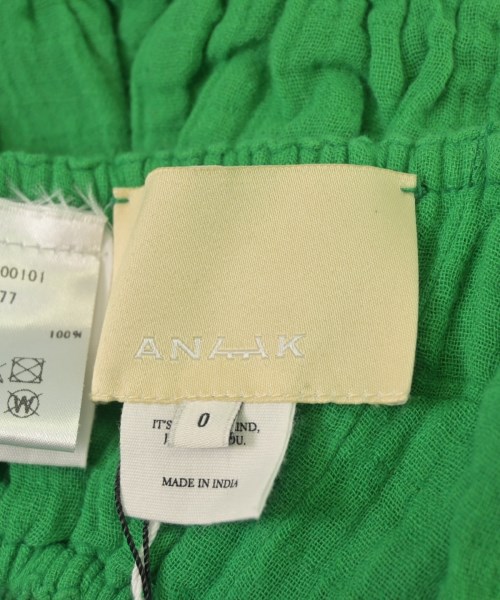 00101
77
100%
ANAAK
0
IT'S IND,
J OU.
MADE IN INDIA